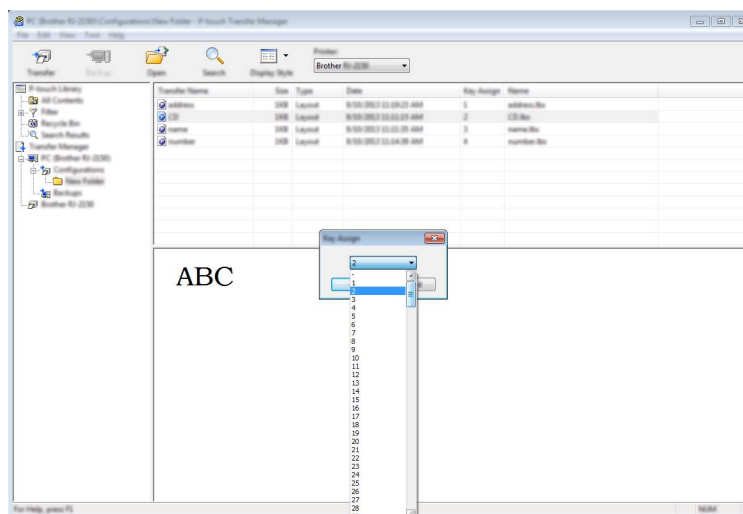 PC (Brother RJ-2150) Configurations\New Folder - P-touch Transfer Manager
File Edit View Tool Help
Transfer Backup Open Search Display Style
Printer:
Brother RJ-2150
P-touch Library
All Contents
Filter
Recycle Bin
Search Results
Transfer Manager
PC (Brother RJ-2150)
Configurations
New Folder
Backups
Brother RJ-2150
Transfer Name Size Type Date Key Assign Name
address 1KB Layout 1 address.lbx
CD 1KB Layout 2 CD.lbx
name 1KB Layout 3 name.lbx
number 1KB Layout 4 number.lbx
ABC
Key Assign
2
-
1
2
3
4
5
6
7
8
9
10
11
12
13
14
15
16
17
18
19
20
21
22
23
24
25
26
27
28
For Help, press F1
NUM